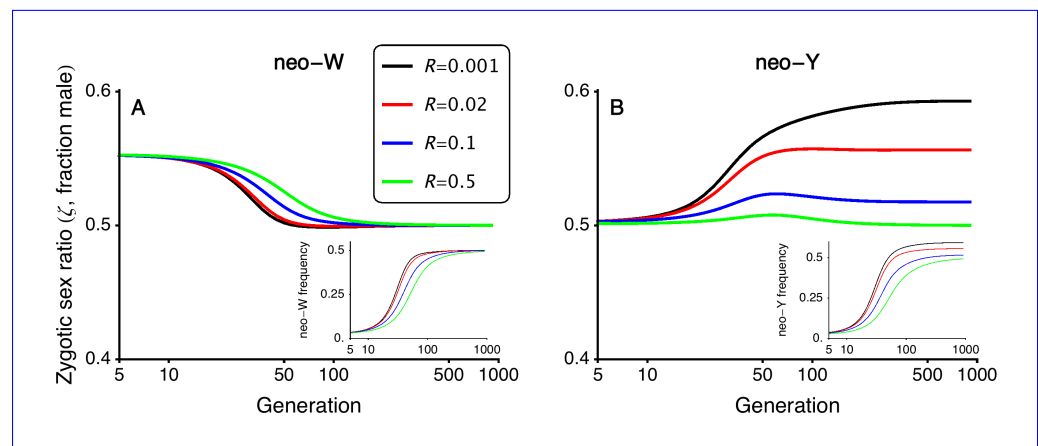 neo−W
neo−Y
R=0.001
R=0.02
R=0.1
R=0.5
Zygotic sex ratio (ζ, fraction male)
0.6
0.5
0.4
A
5 10 50 100 500 1000
Generation
neo−W frequency
0.5
0.25
0.
5 10 100 1000
0.6
0.5
0.4
B
5 10 50 100 500 1000
Generation
neo−Y frequency
0.5
0.25
0.
5 10 100 1000